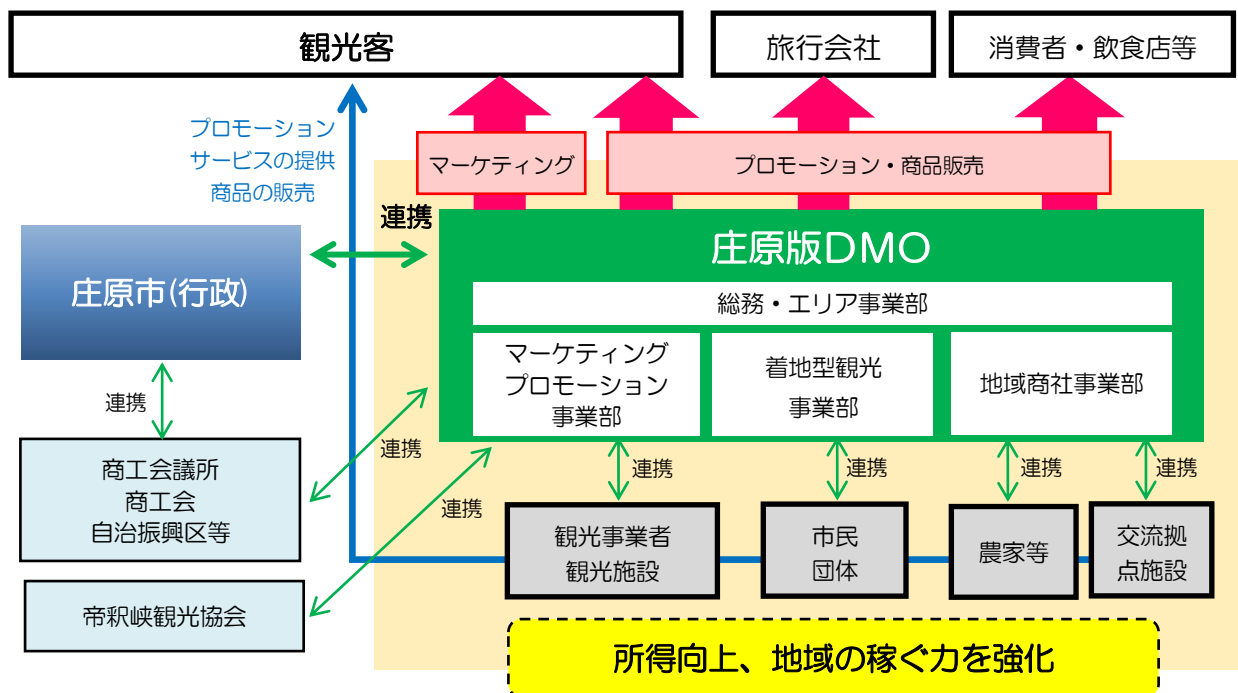 観光客
旅行会社
消費者・飲食店等
プロモーション
サービスの提供
商品の販売
マーケティング
プロモーション・商品販売
連携
庄原市(行政)
庄原版DMO
総務・エリア事業部
マーケティング
プロモーション
事業部
着地型観光
事業部
地域商社事業部
連携
連携
連携
連携
連携
連携
連携
商工会議所
商工会
自治振興区等
帝釈峡観光協会
観光事業者
観光施設
市民
団体
農家等
交流拠
点施設
所得向上、地域の稼ぐ力を強化